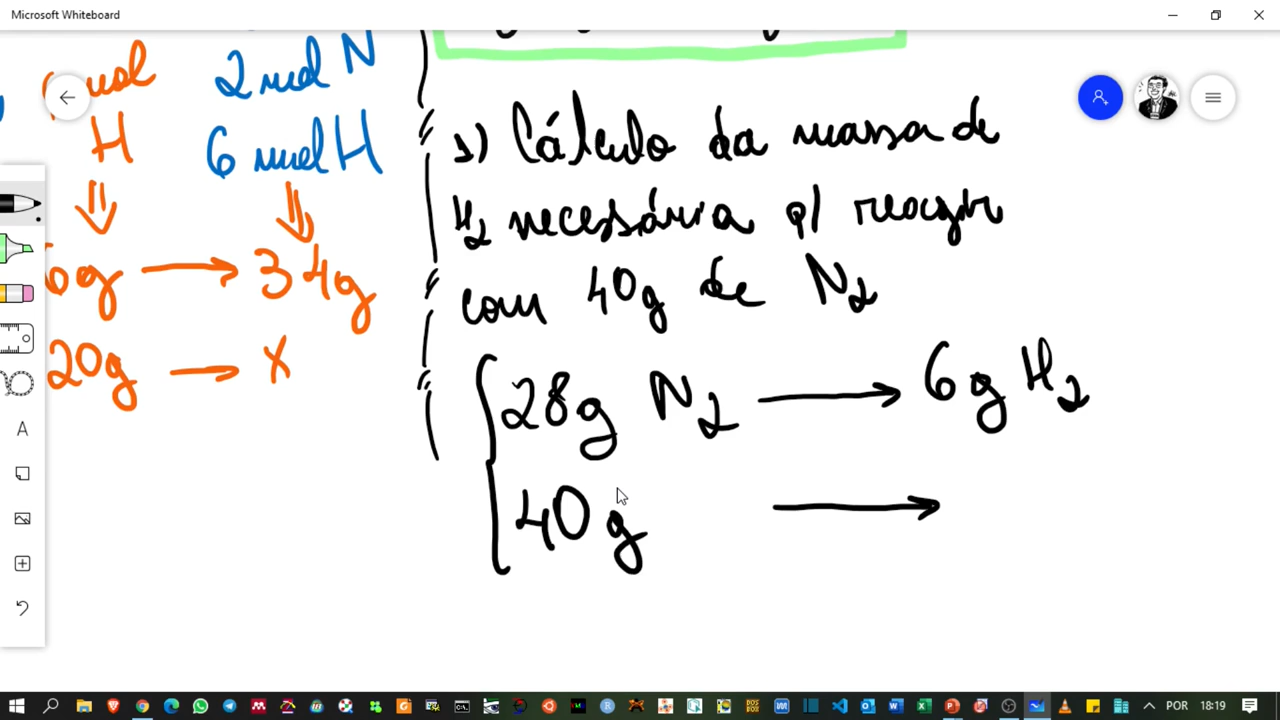 Microsoft Whiteboard
mol
H
6g → 34g
20g → x
2 mol N
6 mol H
1) Cálculo da massa de
H2 necessária p/ reagir
com 40g de N2
28g N2 → 6g H2
40g →
A
POR 18:19